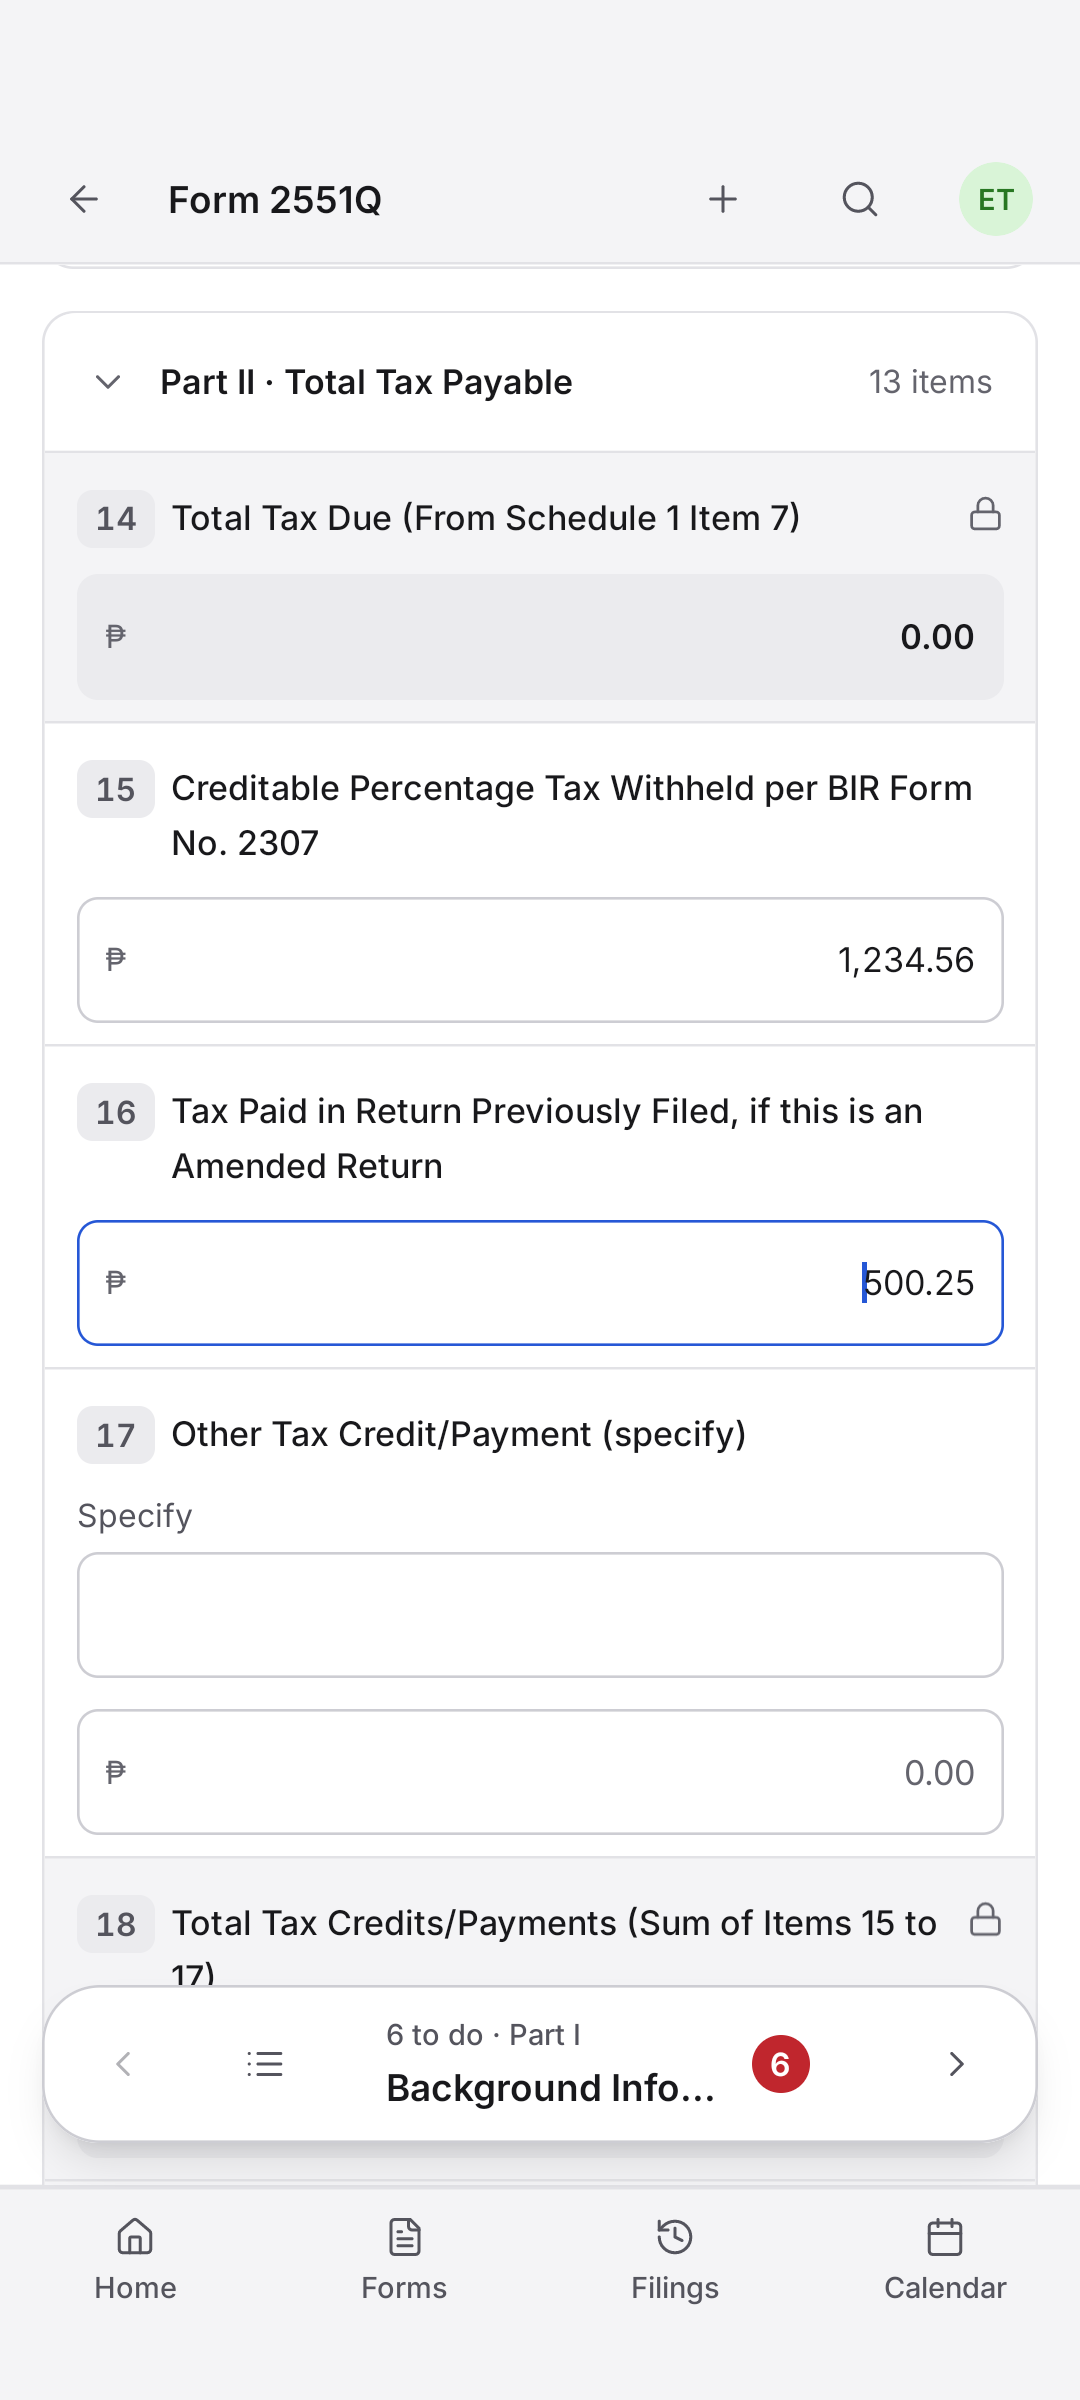 Form 2551Q
ET
Part II · Total Tax Payable
13 items
14 Total Tax Due (From Schedule 1 Item 7)
₱ 0.00
15 Creditable Percentage Tax Withheld per BIR Form
No. 2307
₱ 1,234.56
16 Tax Paid in Return Previously Filed, if this is an
Amended Return
₱ 500.25
17 Other Tax Credit/Payment (specify)
Specify
₱ 0.00
18 Total Tax Credits/Payments (Sum of Items 15 to
17)
6 to do · Part I
Background Info...
6
Home
Forms
Filings
Calendar